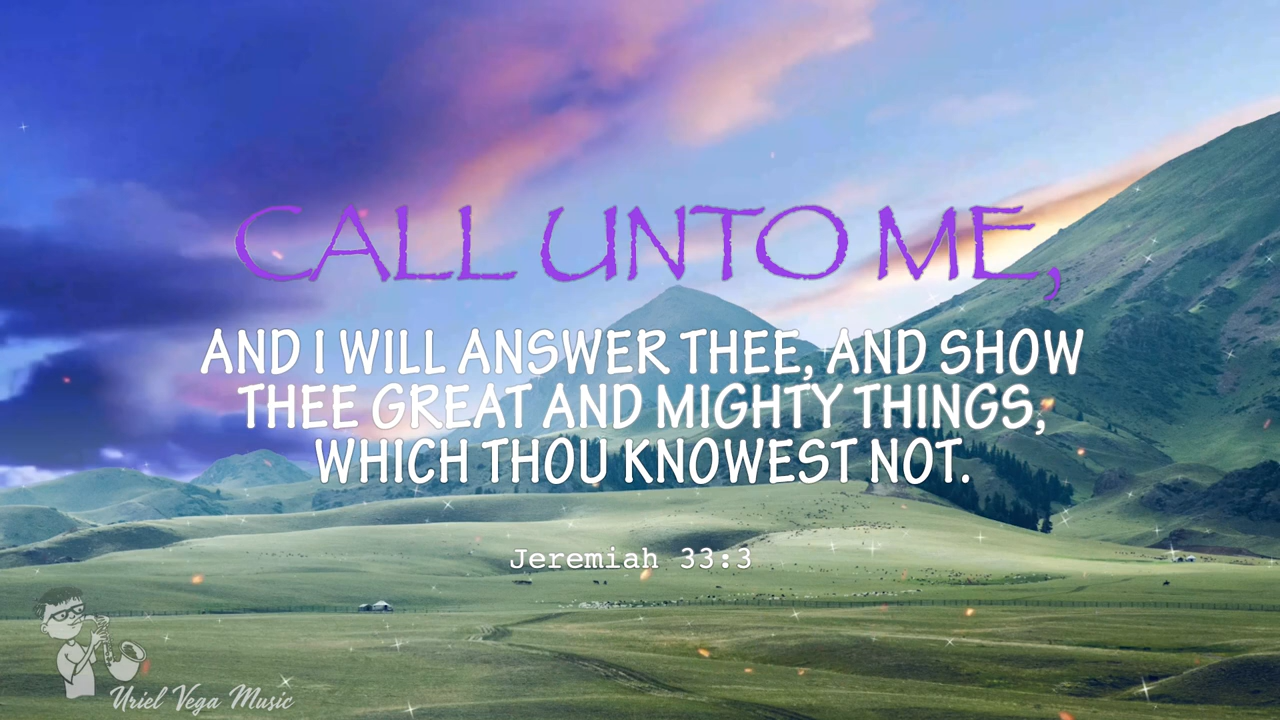 CALL UNTO ME,
AND I WILL ANSWER THEE, AND SHOW
THEE GREAT AND MIGHTY THINGS,
WHICH THOU KNOWEST NOT.
Jeremiah 33:3
Uriel Vega Music